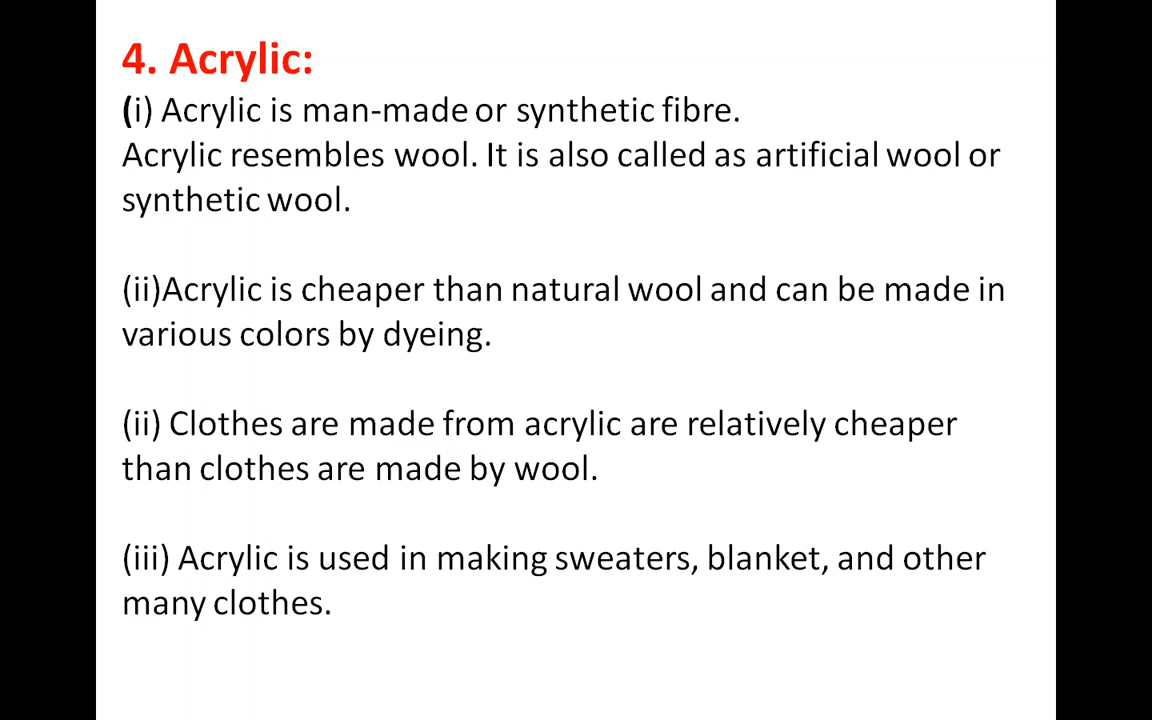 4. Acrylic:
(i) Acrylic is man-made or synthetic fibre.
Acrylic resembles wool. It is also called as artificial wool or
synthetic wool.
(ii)Acrylic is cheaper than natural wool and can be made in
various colors by dyeing.
(ii) Clothes are made from acrylic are relatively cheaper
than clothes are made by wool.
(iii) Acrylic is used in making sweaters, blanket, and other
many clothes.